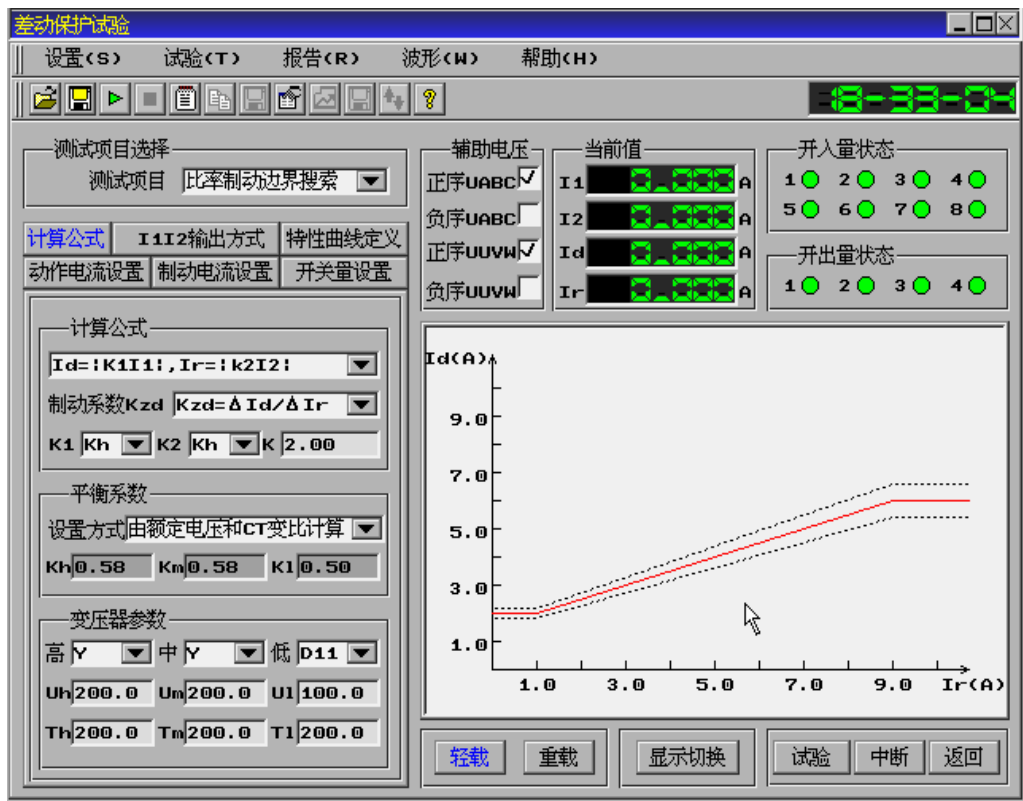 差动保护试验
设置(S) 试验(T) 报告(R) 波形(W) 帮助(H)
18-33-04
测试项目选择
测试项目 比率制动边界搜索
计算公式 I1I2输出方式 特性曲线定义
动作电流设置 制动电流设置 开关量设置
计算公式
Id=¦K1I1¦,Ir=¦k2I2¦
制动系数Kzd Kzd=ΔId/ΔIr
K1 Kh K2 Kh K 2.00
平衡系数
设置方式 由额定电压和CT变比计算
Kh 0.58 Km 0.58 Kl 0.50
变压器参数
高 Y 中 Y 低 D11
Uh 200.0 Um 200.0 Ul 100.0
Th 200.0 Tm 200.0 Tl 200.0
辅助电压
正序UABC
负序UABC
正序UUVW
负序UUVW
当前值
I1 0.000 A
I2 0.000 A
Id 0.000 A
Ir 0.000 A
开入量状态
1 2 3 4
5 6 7 8
开出量状态
1 2 3 4
Id(A)
9.0
7.0
5.0
3.0
1.0
1.0 3.0 5.0 7.0 9.0 Ir(A)
轻载 重载 显示切换 试验 中断 返回